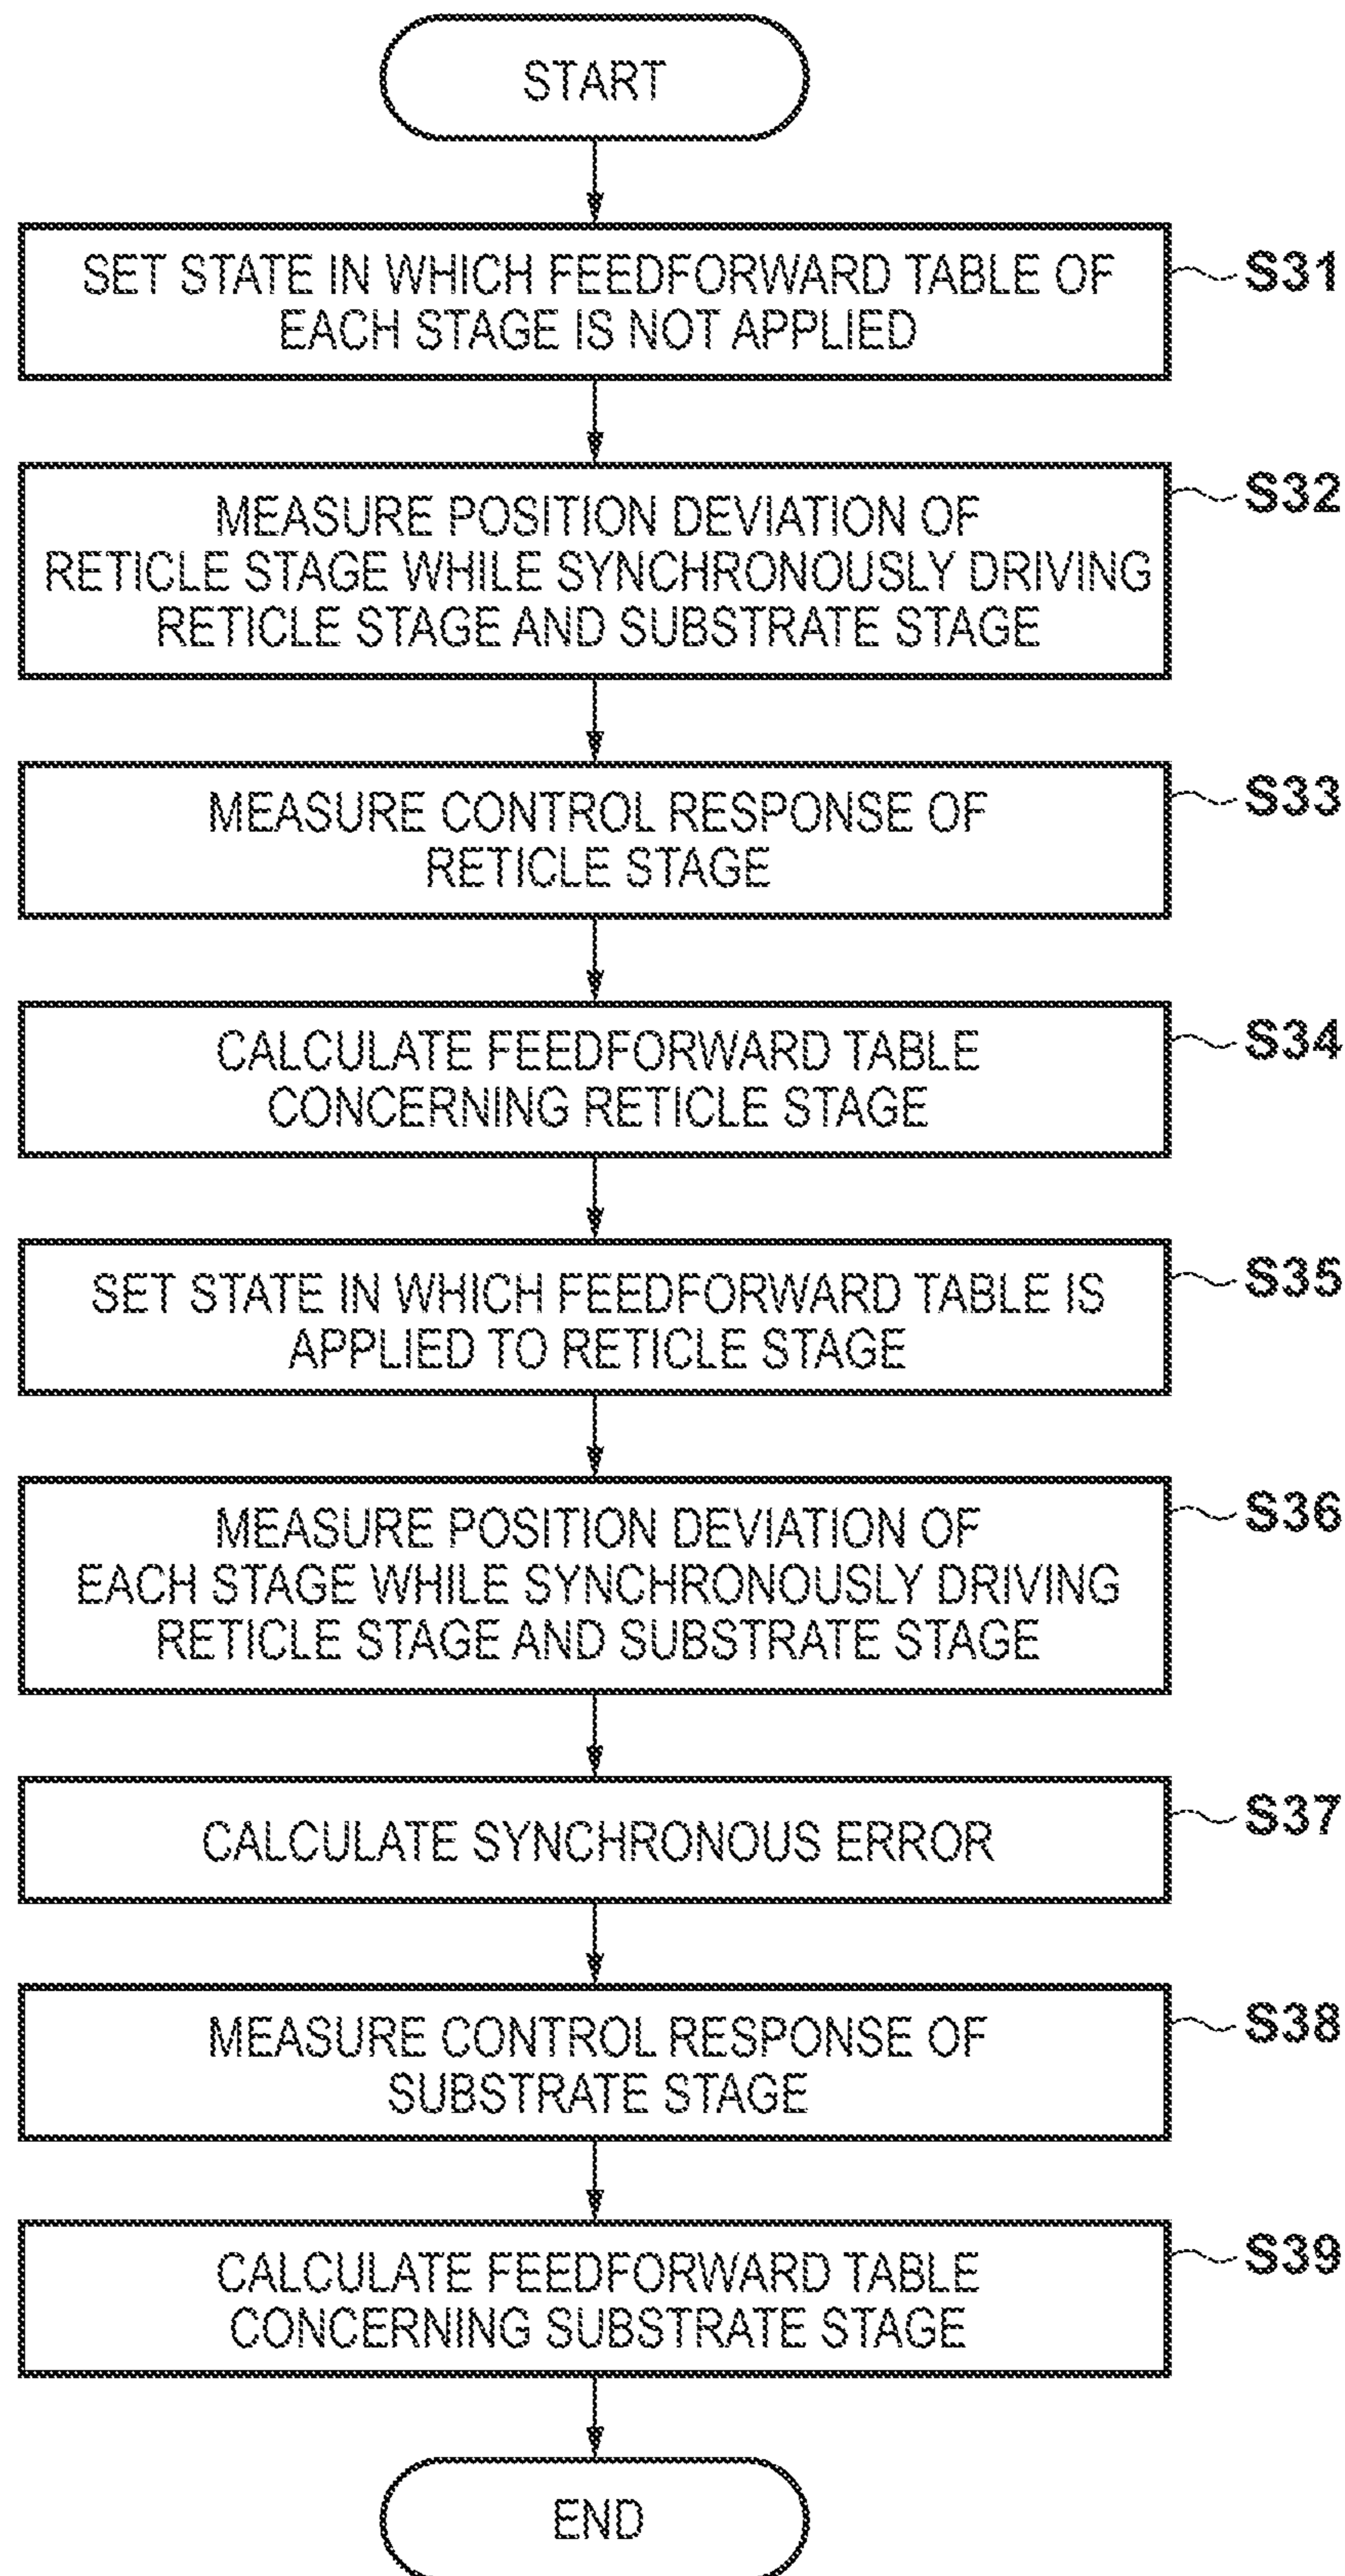 START
SET STATE IN WHICH FEEDFORWARD TABLE OF
EACH STAGE IS NOT APPLIED
S31
MEASURE POSITION DEVIATION OF
RETICLE STAGE WHILE SYNCHRONOUSLY DRIVING
RETICLE STAGE AND SUBSTRATE STAGE
S32
MEASURE CONTROL RESPONSE OF
RETICLE STAGE
S33
CALCULATE FEEDFORWARD TABLE
CONCERNING RETICLE STAGE
S34
SET STATE IN WHICH FEEDFORWARD TABLE IS
APPLIED TO RETICLE STAGE
S35
MEASURE POSITION DEVIATION OF
EACH STAGE WHILE SYNCHRONOUSLY DRIVING
RETICLE STAGE AND SUBSTRATE STAGE
S36
CALCULATE SYNCHRONOUS ERROR
S37
MEASURE CONTROL RESPONSE OF
SUBSTRATE STAGE
S38
CALCULATE FEEDFORWARD TABLE
CONCERNING SUBSTRATE STAGE
S39
END